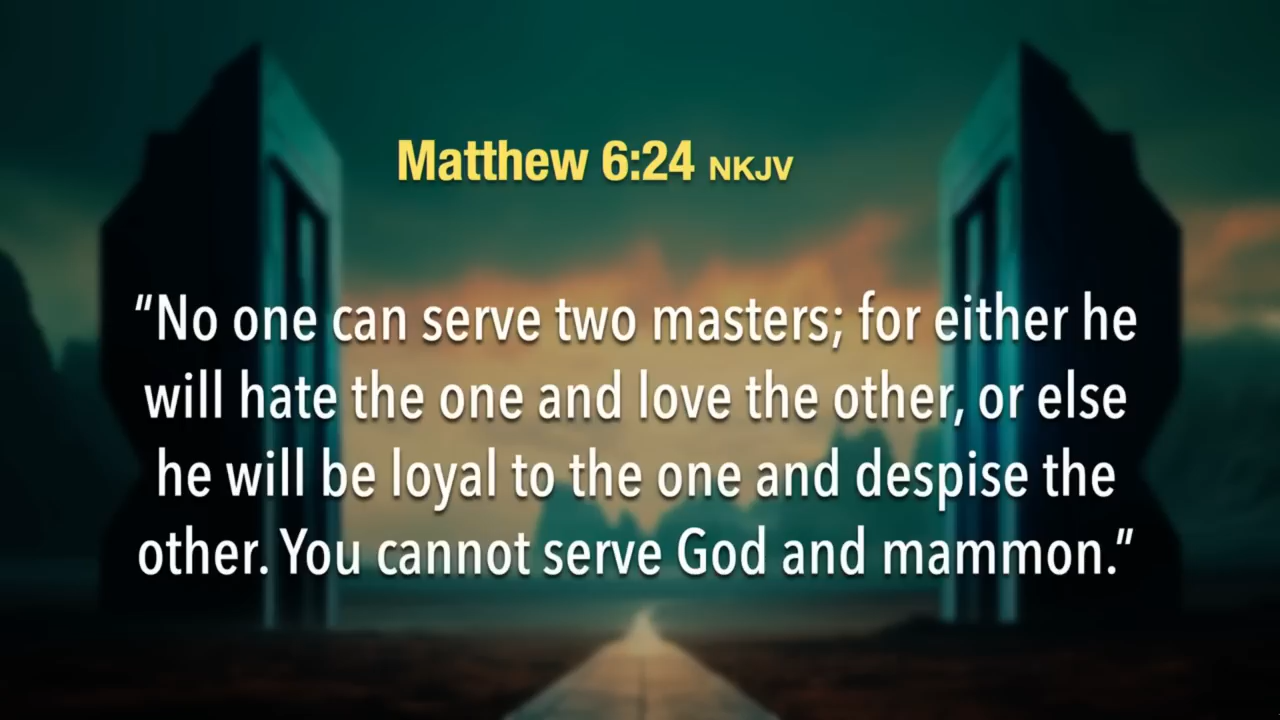 Matthew 6:24 NKJV
“No one can serve two masters; for either he
will hate the one and love the other, or else
he will be loyal to the one and despise the
other. You cannot serve God and mammon.”